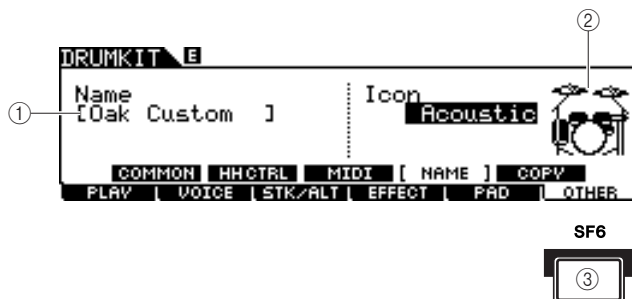 ②
DRUMKIT E
Name
Icon
① [Oak Custom ]
Acoustic
COMMON HHCTRL MIDI [ NAME ] COPY
PLAY VOICE STK/ALT EFFECT PAD OTHER
SF6
③